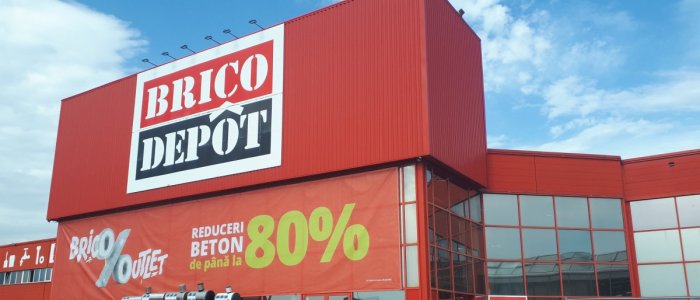 BRICO
DEPÔT
BRICO % OUTLET
REDUCERI
BETON
de până la
80%